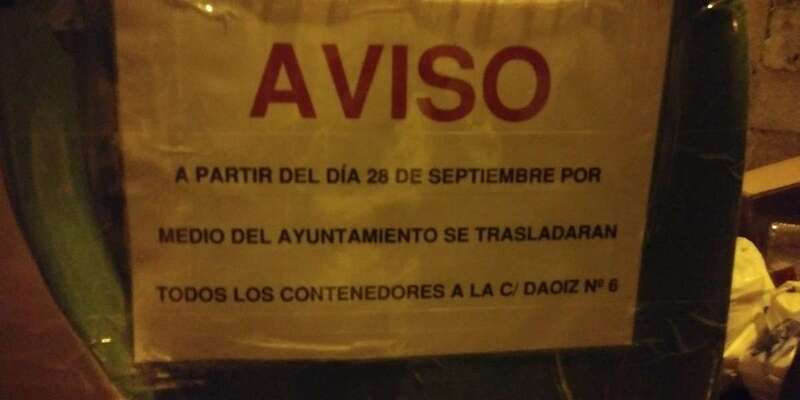 AVISO
A PARTIR DEL DÍA 28 DE SEPTIEMBRE POR
MEDIO DEL AYUNTAMIENTO SE TRASLADARAN
TODOS LOS CONTENEDORES A LA C/ DAOIZ Nº 6